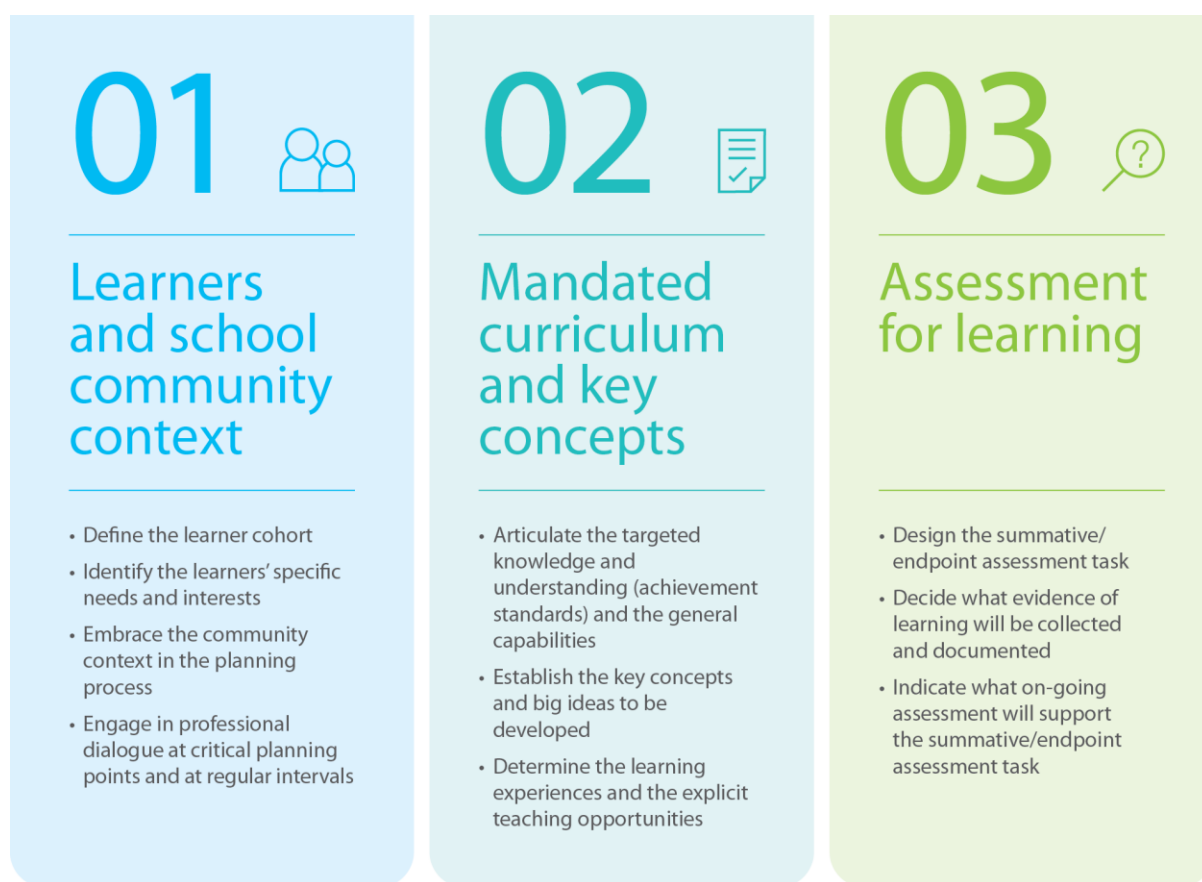 01
Learners
and school
community
context
• Define the learner cohort
• Identify the learners' specific
needs and interests
• Embrace the community
context in the planning
process
• Engage in professional
dialogue at critical planning
points and at regular intervals
02
Mandated
curriculum
and key
concepts
• Articulate the targeted
knowledge and
understanding (achievement
standards) and the general
capabilities
• Establish the key concepts
and big ideas to be
developed
• Determine the learning
experiences and the explicit
teaching opportunities
03
?
Assessment
for learning
• Design the summative/
endpoint assessment task
• Decide what evidence of
learning will be collected
and documented
• Indicate what on-going
assessment will support
the summative/endpoint
assessment task